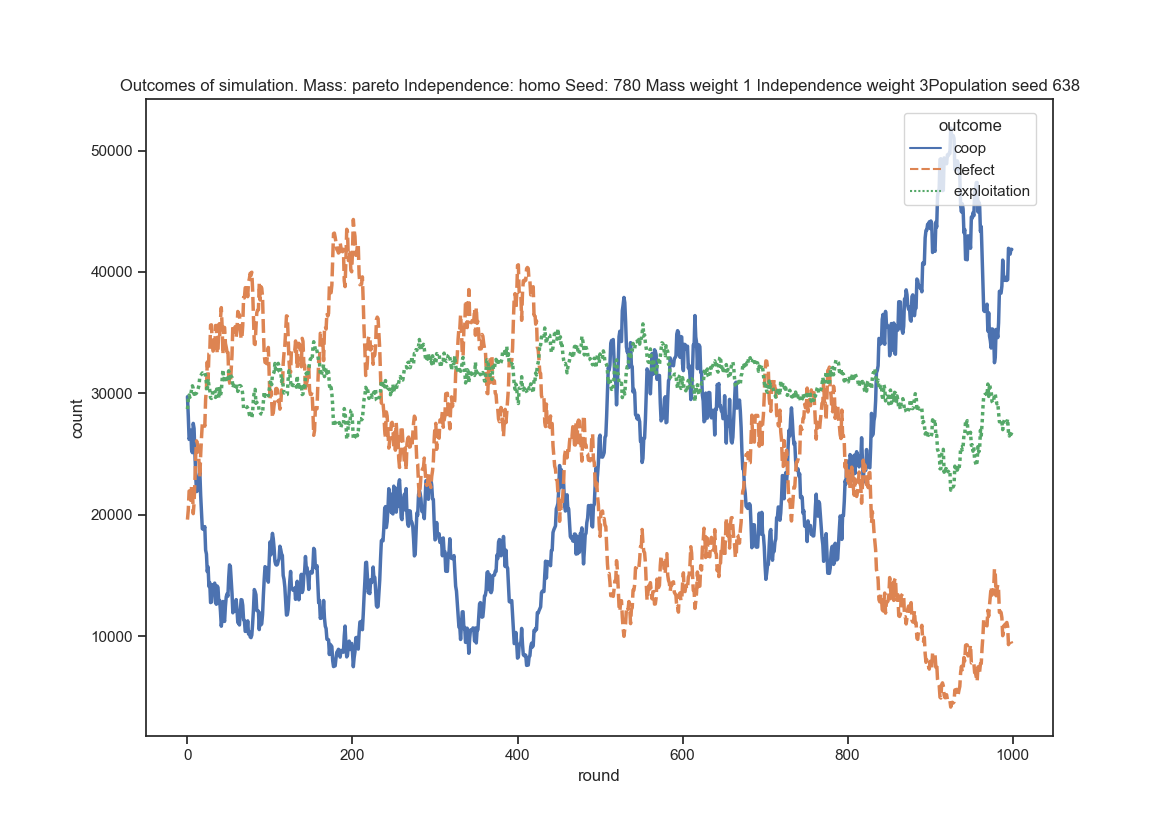 Outcomes of simulation. Mass: pareto Independence: homo Seed: 780 Mass weight 1 Independence weight 3Population seed 638
outcome
coop
defect
exploitation
50000
40000
30000
20000
10000
count
0
200
400
600
800
1000
round